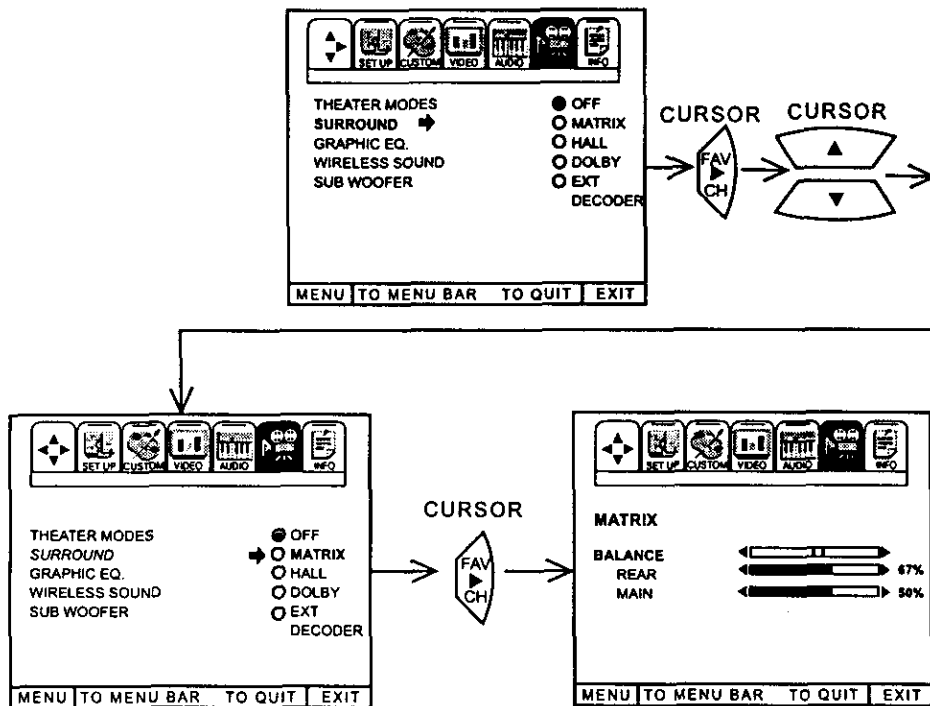 SET UP CUSTOM VIDEO AUDIO INFO
THEATER MODES
SURROUND
GRAPHIC EQ.
WIRELESS SOUND
SUB WOOFER
OFF
MATRIX
HALL
DOLBY
EXT
DECODER
MENU TO MENU BAR TO QUIT EXIT
CURSOR
FAV
CH
CURSOR
SET UP CUSTOM VIDEO AUDIO INFO
THEATER MODES
SURROUND
GRAPHIC EQ.
WIRELESS SOUND
SUB WOOFER
OFF
MATRIX
HALL
DOLBY
EXT
DECODER
MENU TO MENU BAR TO QUIT EXIT
CURSOR
FAV
CH
SET UP CUSTOM VIDEO AUDIO INFO
MATRIX
BALANCE
REAR 67%
MAIN 50%
MENU TO MENU BAR TO QUIT EXIT